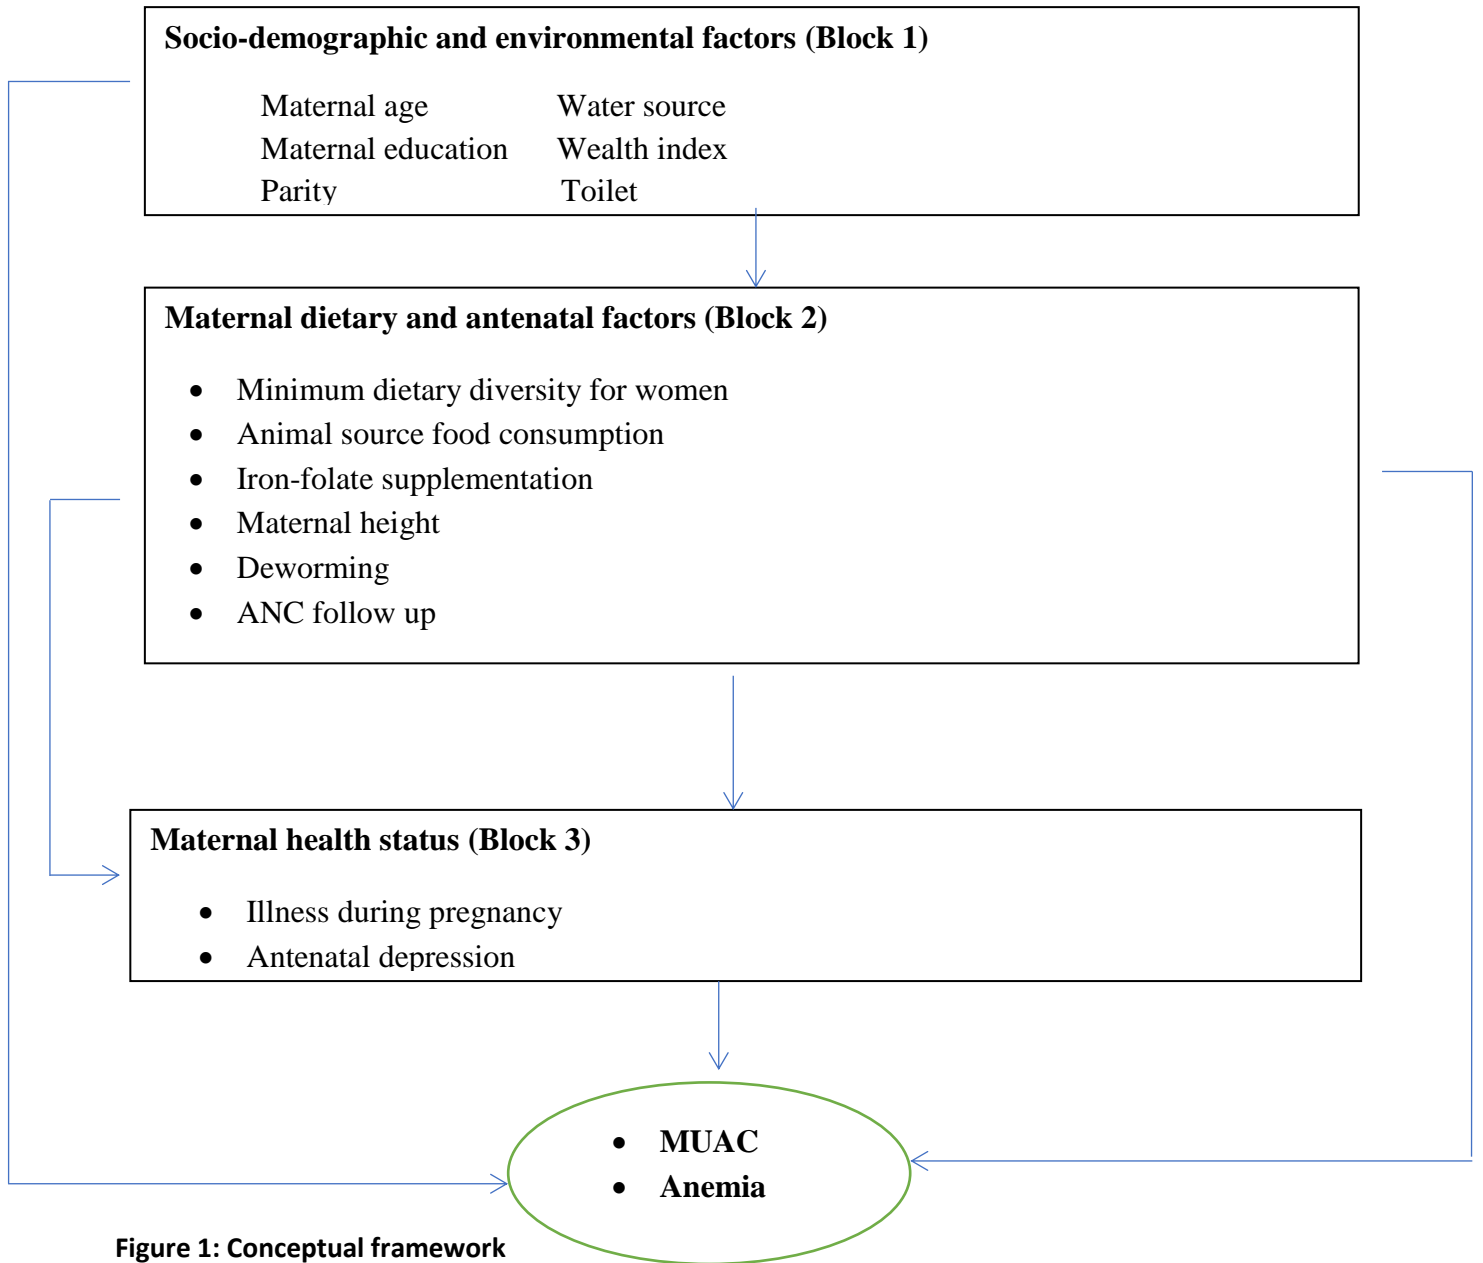 Socio-demographic and environmental factors (Block 1)
Maternal age Water source
Maternal education Wealth index
Parity Toilet
Maternal dietary and antenatal factors (Block 2)
• Minimum dietary diversity for women
• Animal source food consumption
• Iron-folate supplementation
• Maternal height
• Deworming
• ANC follow up
Maternal health status (Block 3)
• Illness during pregnancy
• Antenatal depression
• MUAC
• Anemia
Figure 1: Conceptual framework